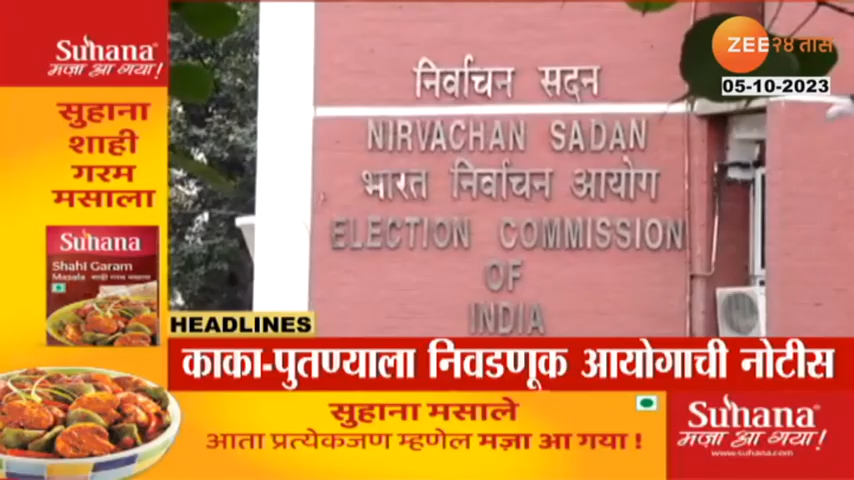 Suhana®
मज़ा आ गया!
सुहाना
शाही
गरम
मसाला
Suhana
Shahi Garam
Masala शाही गरम मसाला
ZEE २४ तास
05-10-2023
निर्वाचन सदन
NIRVACHAN SADAN
भारत निर्वाचन आयोग
ELECTION COMMISSION
OF
INDIA
HEADLINES
काका-पुतण्याला निवडणूक आयोगाची नोटीस
सुहाना मसाले
आता प्रत्येकजण म्हणेल मज़ा आ गया !
Suhana®
मज़ा आ गया!
www.suhana.com